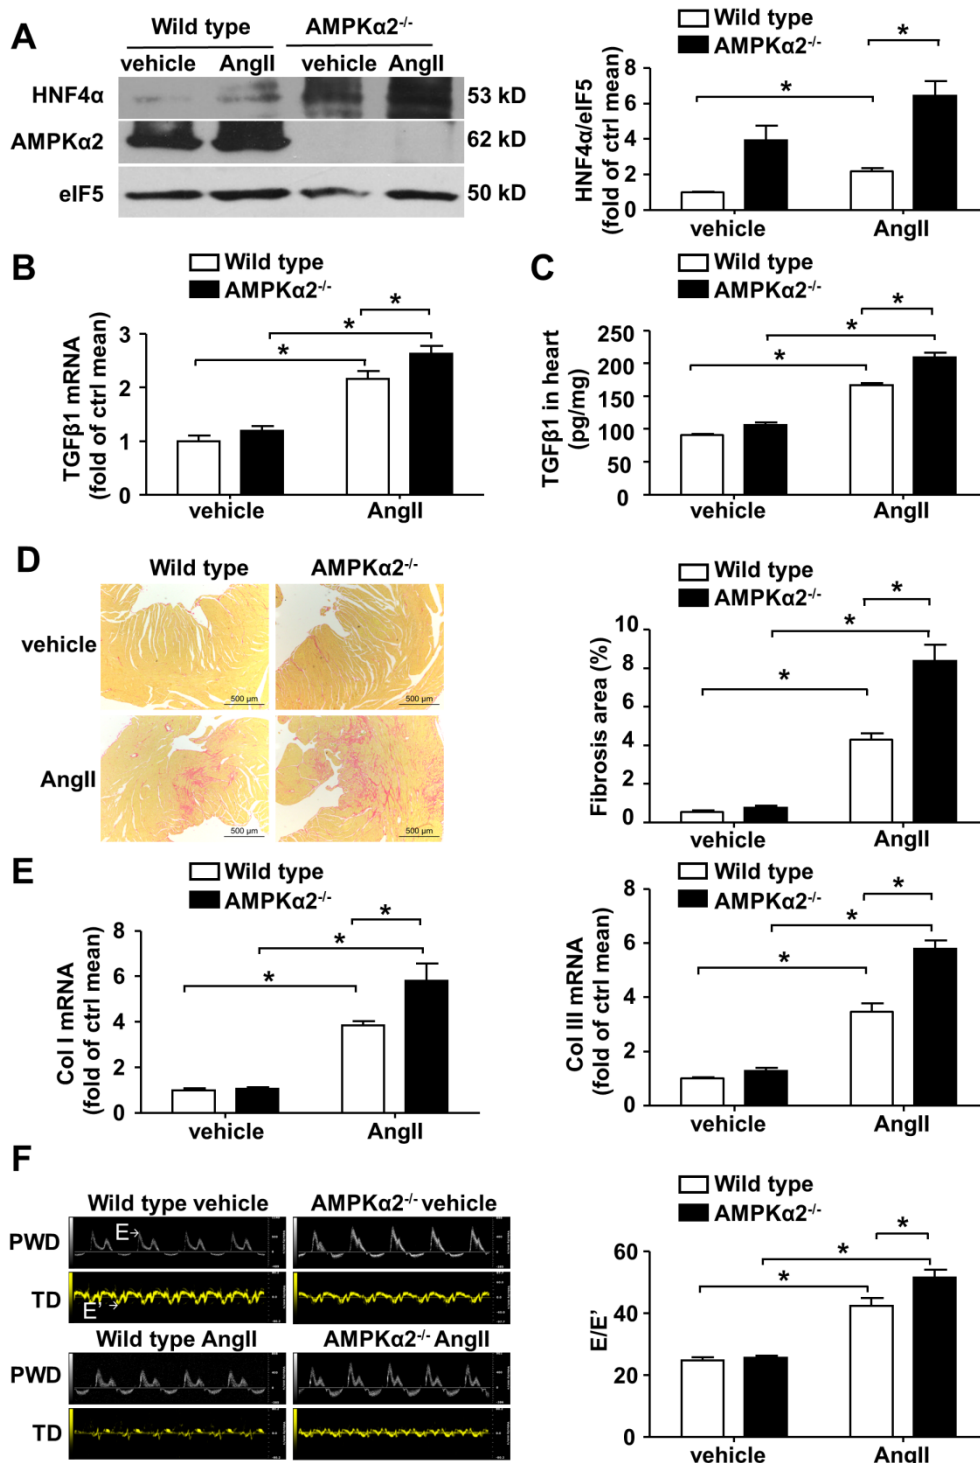 A
Wild type AMPKα2-/-
vehicle AngII vehicle AngII
HNF4α 53 kD
AMPKα2 62 kD
eIF5 50 kD
Wild type
AMPKα2-/-
HNF4α/eIF5
(fold of ctrl mean)
8
6
4
2
0
* *
vehicle AngII
B
Wild type
AMPKα2-/-
TGFβ1 mRNA
(fold of ctrl mean)
3
2
1
0
* * *
vehicle AngII
C
Wild type
AMPKα2-/-
TGFβ1 in heart
(pg/mg)
250
200
150
100
50
0
* * *
vehicle AngII
D
Wild type AMPKα2-/-
vehicle
500 µm 500 µm
AngII
500 µm 500 µm
Wild type
AMPKα2-/-
Fibrosis area (%)
10
8
6
4
2
0
* * *
vehicle AngII
E
Wild type
AMPKα2-/-
Col I mRNA
(fold of ctrl mean)
8
6
4
2
0
* * *
vehicle AngII
Wild type
AMPKα2-/-
Col III mRNA
(fold of ctrl mean)
8
6
4
2
0
* * *
vehicle AngII
F
Wild type vehicle AMPKα2-/- vehicle
PWD
E
TD
E'
Wild type AngII AMPKα2-/- AngII
PWD
TD
Wild type
AMPKα2-/-
E/E'
60
40
20
0
* * *
vehicle AngII